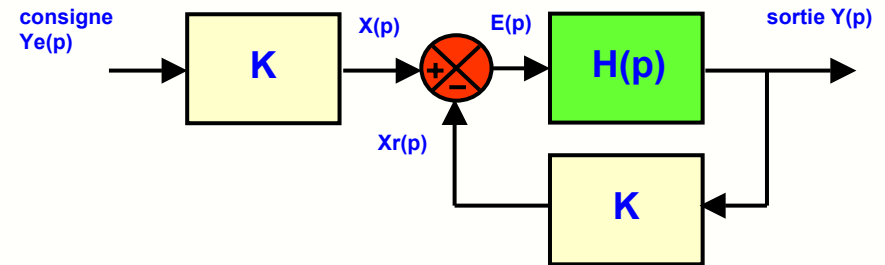 consigne
Ye(p)
K
X(p)
+
−
E(p)
H(p)
sortie Y(p)
Xr(p)
K